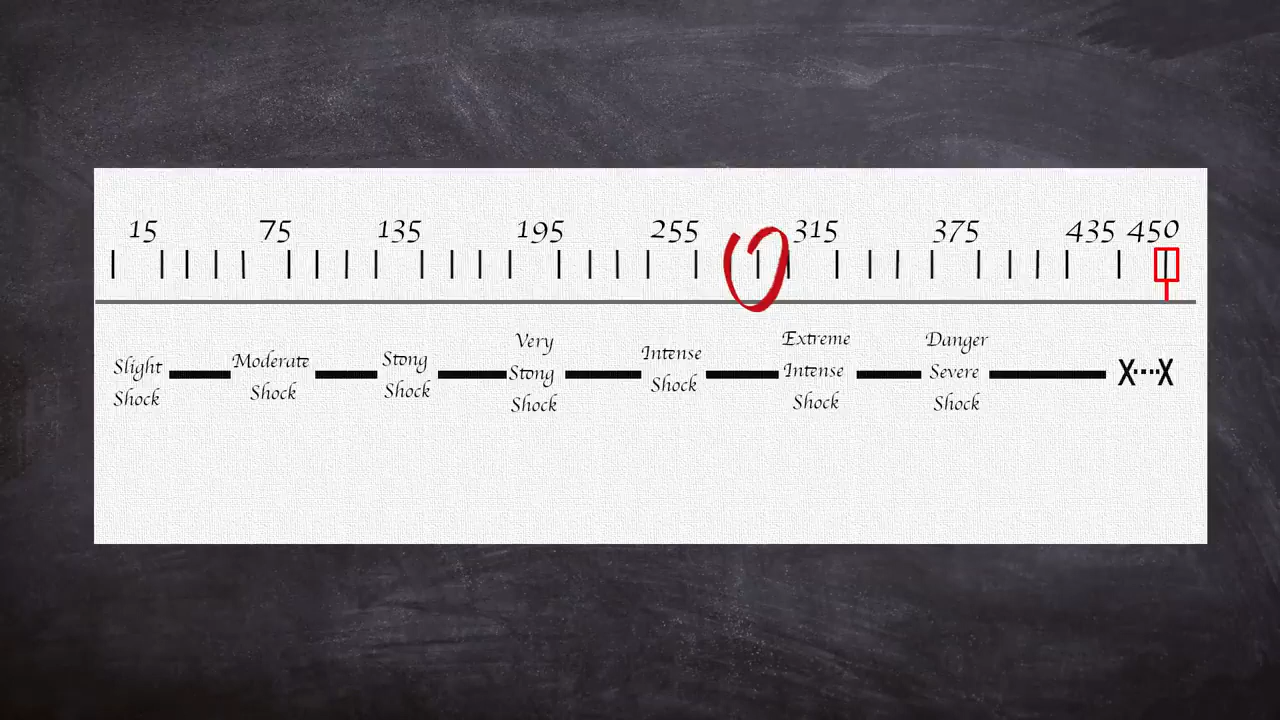 15 75 135 195 255 315 375 435 450
Slight
Shock
Moderate
Shock
Stong
Shock
Very
Stong
Shock
Intense
Shock
Extreme
Intense
Shock
Danger
Severe
Shock
X····X